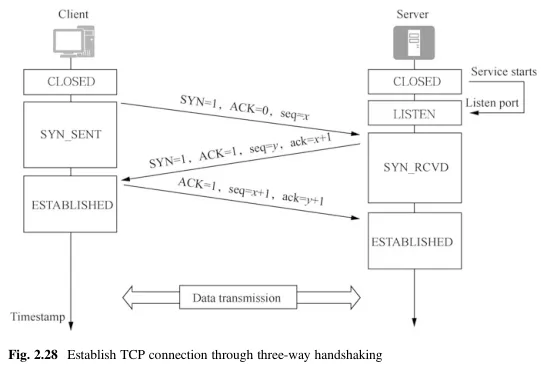 Client
Server
CLOSED
CLOSED
Service starts
Listen port
SYN=1, ACK=0, seq=x
LISTEN
SYN_SENT
SYN=1, ACK=1, seq=y, ack=x+1
SYN_RCVD
ACK=1, seq=x+1, ack=y+1
ESTABLISHED
ESTABLISHED
Data transmission
Timestamp
Fig. 2.28 Establish TCP connection through three-way handshaking